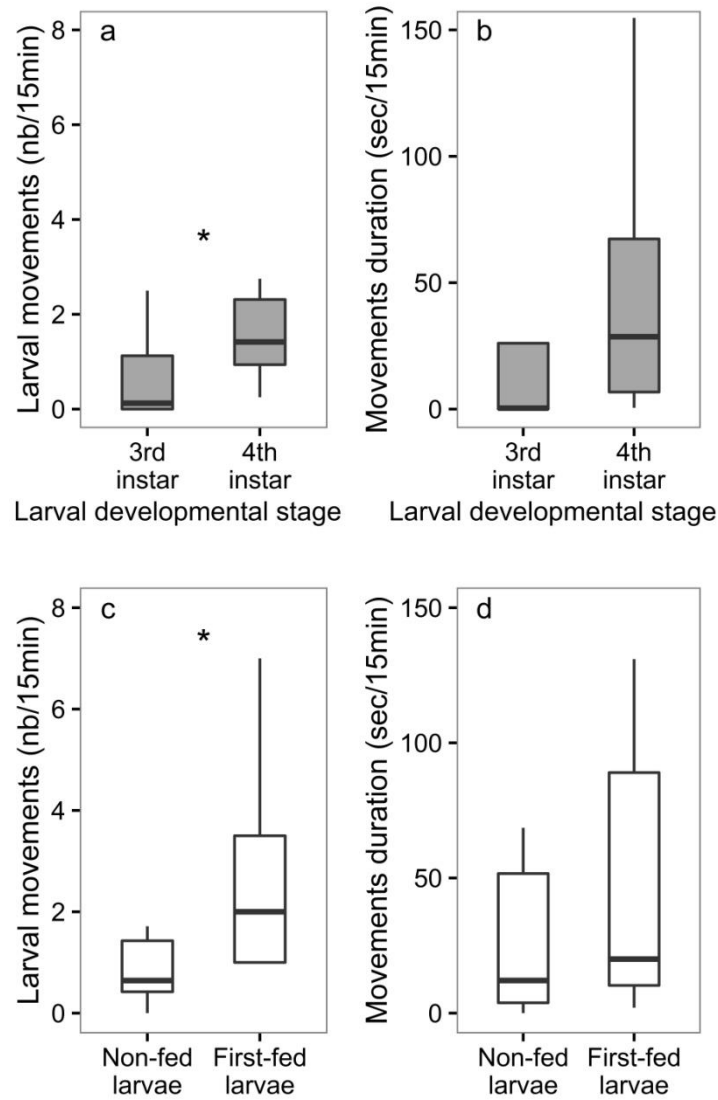 a
Larval movements (nb/15min)
8
6
4
2
0
*
3rd
instar
4th
instar
Larval developmental stage
b
Movements duration (sec/15min)
150
100
50
0
3rd
instar
4th
instar
Larval developmental stage
c
Larval movements (nb/15min)
8
6
4
2
0
*
Non-fed
larvae
First-fed
larvae
d
Movements duration (sec/15min)
150
100
50
0
Non-fed
larvae
First-fed
larvae